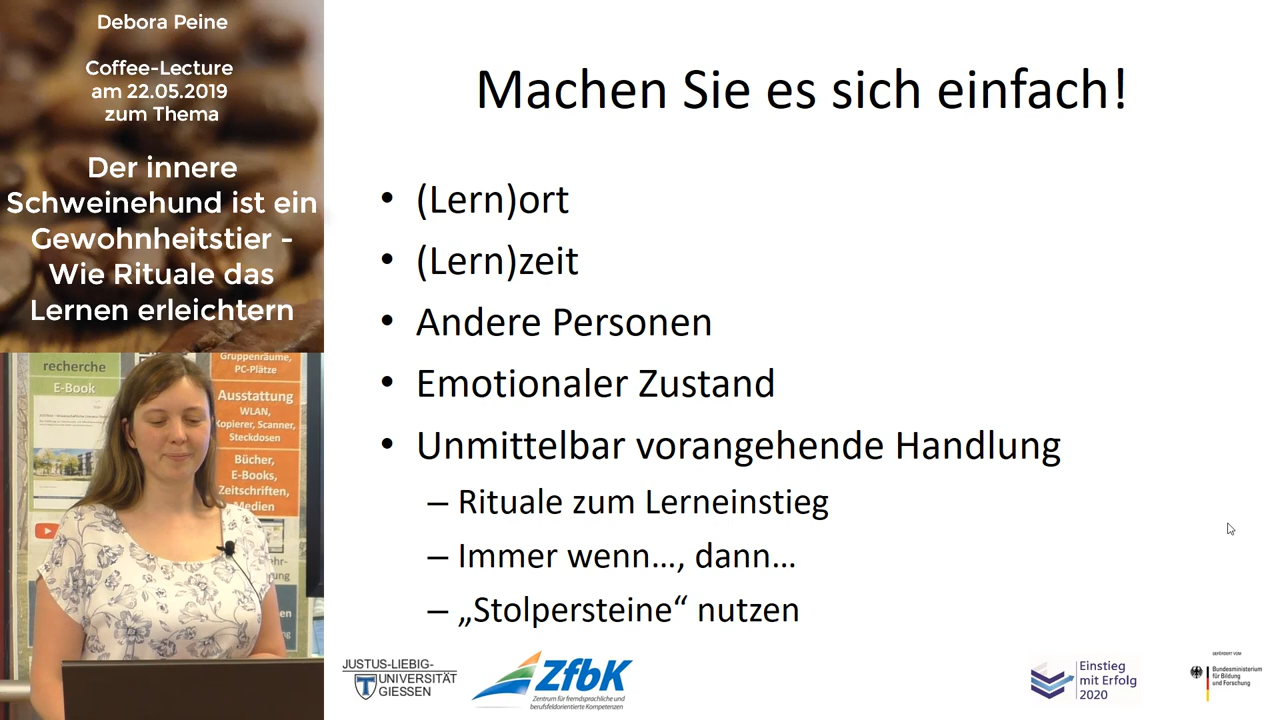 Debora Peine
Coffee-Lecture
am 22.05.2019
zum Thema
Der innere
Schweinehund ist ein
Gewohnheitstier -
Wie Rituale das
Lernen erleichtern
recherche
E-Book
Gruppenräume,
PC-Plätze
Ausstattung
WLAN,
Kopierer, Scanner,
Steckdosen
Bücher,
E-Books,
Zeitschriften,
Medien
Machen Sie es sich einfach!
• (Lern)ort
• (Lern)zeit
• Andere Personen
• Emotionaler Zustand
• Unmittelbar vorangehende Handlung
– Rituale zum Lerneinstieg
– Immer wenn…, dann…
– „Stolpersteine“ nutzen
JUSTUS-LIEBIG-
UNIVERSITÄT
GIESSEN
ZfbK
Zentrum für fremdsprachliche und
berufsfeldorientierte Kompetenzen
Einstieg
mit Erfolg
2020
GEFÖRDERT VOM
Bundesministerium
für Bildung
und Forschung